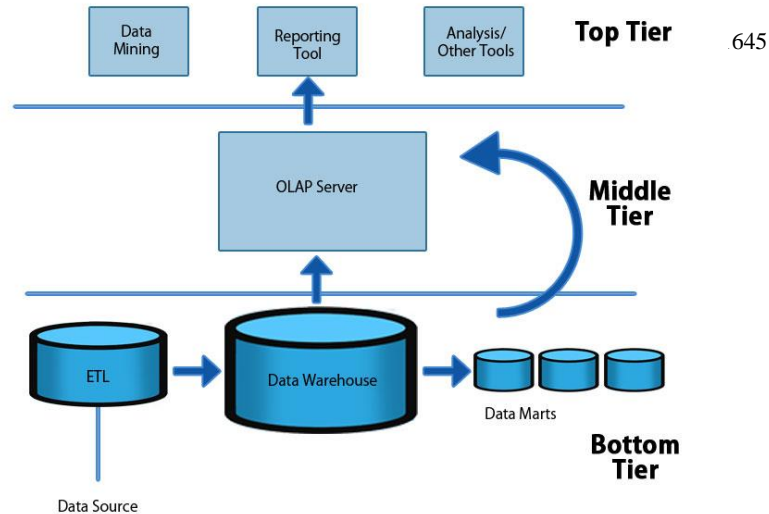 Data
Mining
Reporting
Tool
Analysis/
Other Tools
Top Tier
645
OLAP Server
Middle
Tier
ETL
Data Warehouse
Data Marts
Bottom
Tier
Data Source